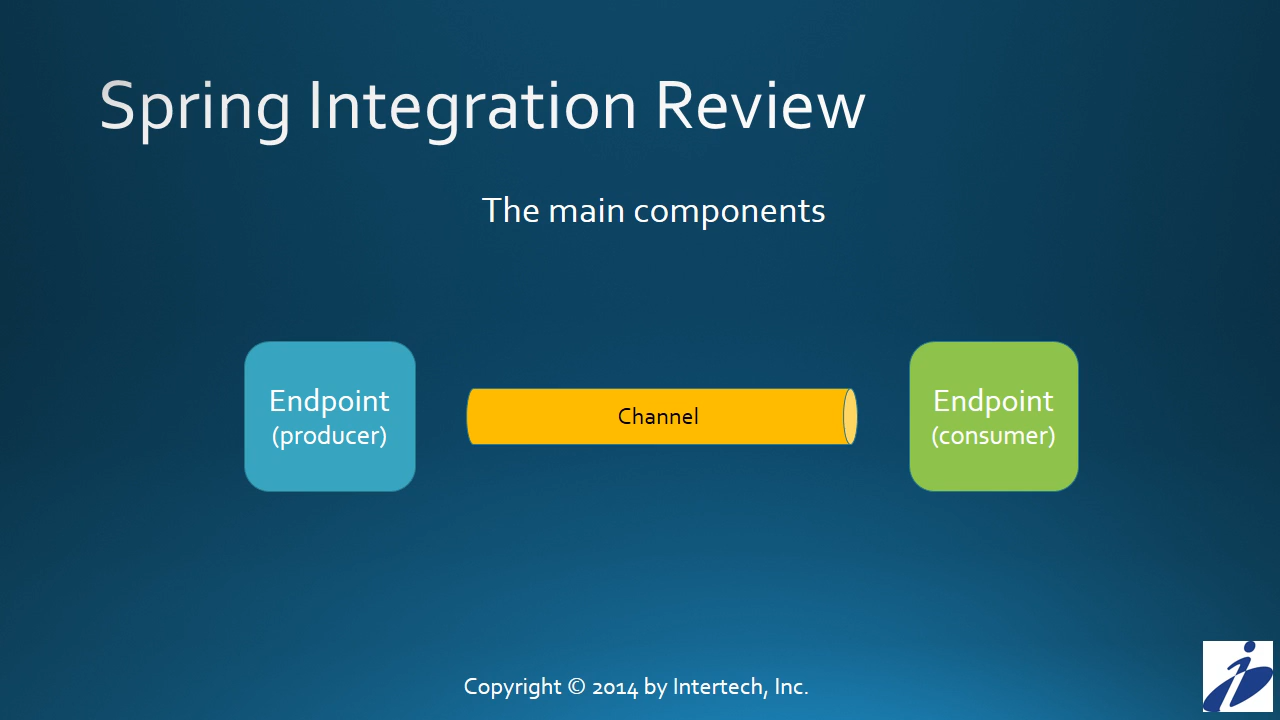 Spring Integration Review
The main components
Endpoint
(producer)
Channel
Endpoint
(consumer)
Copyright © 2014 by Intertech, Inc.